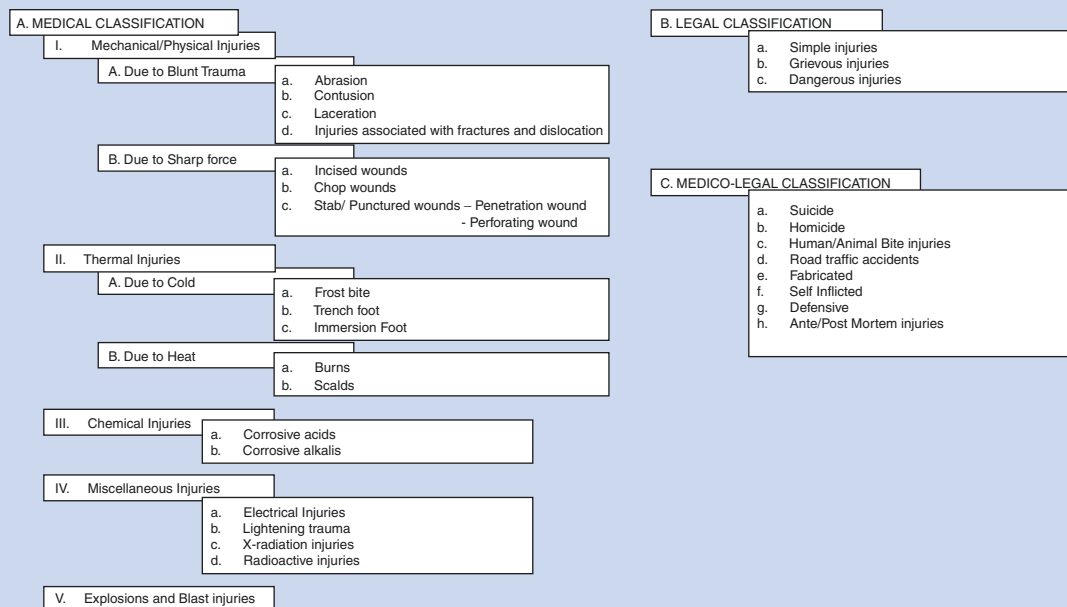 A. MEDICAL CLASSIFICATION
I. Mechanical/Physical Injuries
A. Due to Blunt Trauma
a. Abrasion
b. Contusion
c. Laceration
d. Injuries associated with fractures and dislocation
B. Due to Sharp force
a. Incised wounds
b. Chop wounds
c. Stab/ Punctured wounds – Penetration wound
- Perforating wound
II. Thermal Injuries
A. Due to Cold
a. Frost bite
b. Trench foot
c. Immersion Foot
B. Due to Heat
a. Burns
b. Scalds
III. Chemical Injuries
a. Corrosive acids
b. Corrosive alkalis
IV. Miscellaneous Injuries
a. Electrical Injuries
b. Lightening trauma
c. X-radiation injuries
d. Radioactive injuries
V. Explosions and Blast injuries
B. LEGAL CLASSIFICATION
a. Simple injuries
b. Grievous injuries
c. Dangerous injuries
C. MEDICO-LEGAL CLASSIFICATION
a. Suicide
b. Homicide
c. Human/Animal Bite injuries
d. Road traffic accidents
e. Fabricated
f. Self Inflicted
g. Defensive
h. Ante/Post Mortem injuries